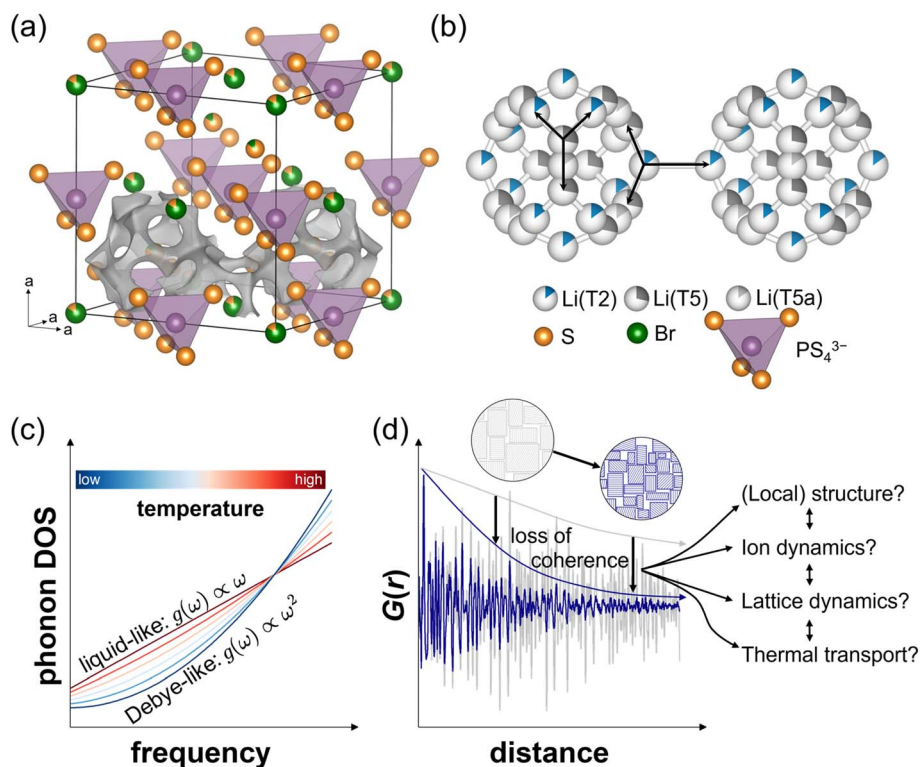 (a)
a
a
a
(b)
Li(T2) Li(T5) Li(T5a)
S Br PS₄³⁻
(c)
low high
temperature
liquid-like: g(ω) ∝ ω
Debye-like: g(ω) ∝ ω²
phonon DOS
frequency
(d)
loss of
coherence
G(r)
distance
(Local) structure?
Ion dynamics?
Lattice dynamics?
Thermal transport?